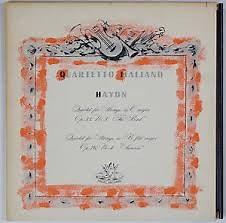 QUARTETTO ITALIANO
HAYDN
Quartet for Strings in C major
Op. 33, No. 3 "The Bird"
Quartet for Strings in B flat major
Op. 76, No. 4 "Sunrise"